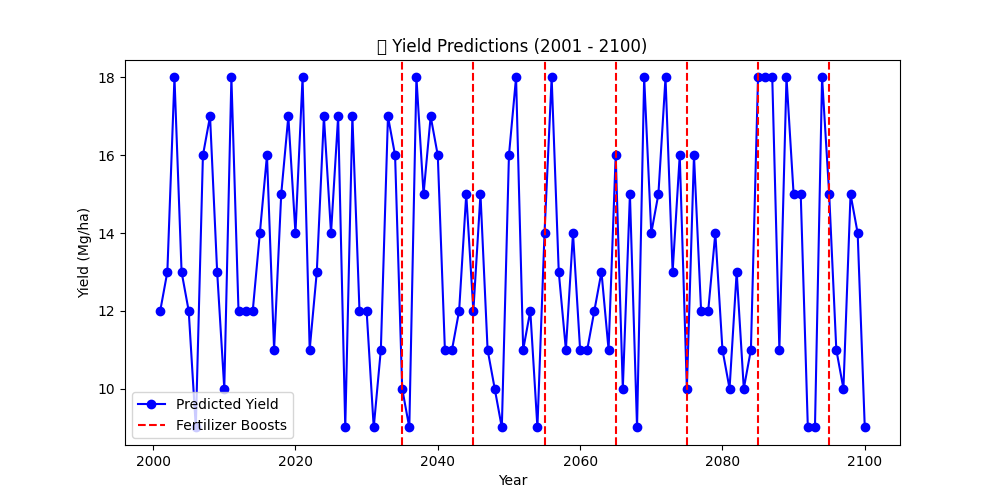 ▯ Yield Predictions (2001 - 2100)
18
16
14
12
10
Yield (Mg/ha)
Predicted Yield
Fertilizer Boosts
2000 2020 2040 2060 2080 2100
Year